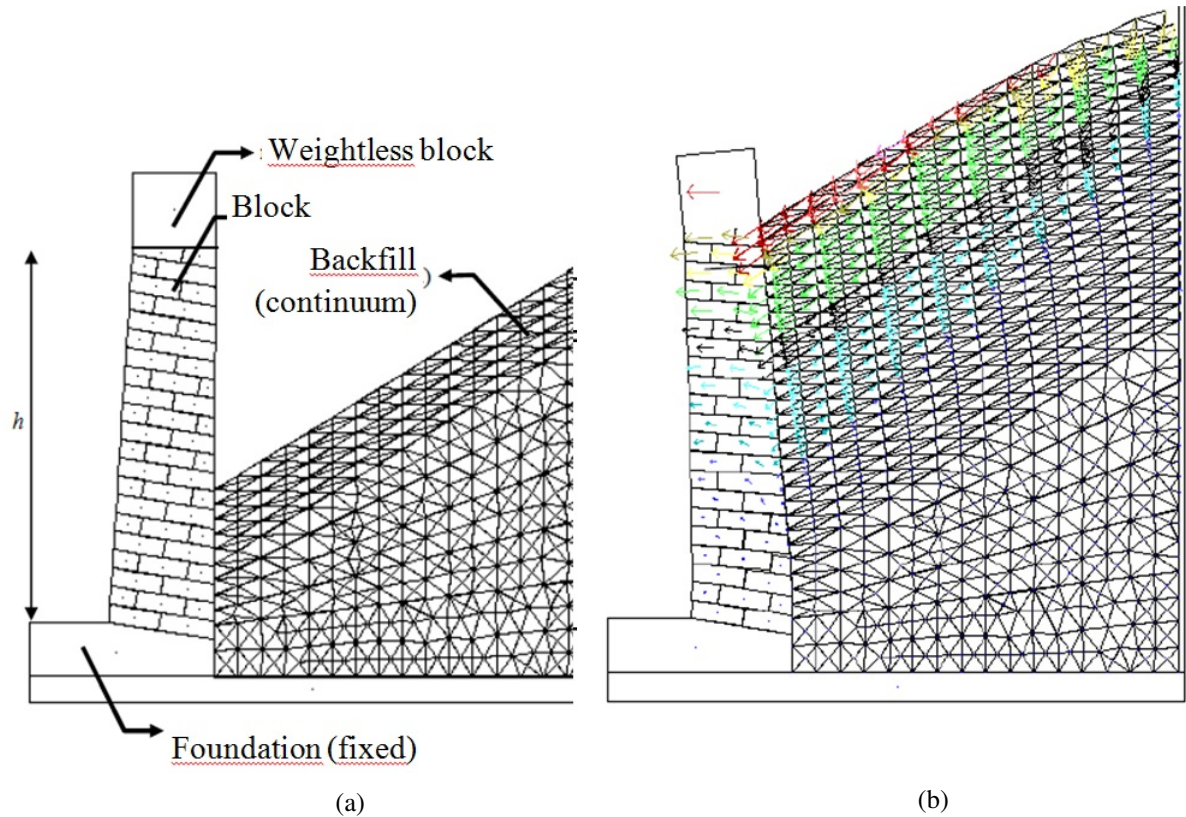 Weightless block
Block
Backfill )
(continuum)
h
Foundation (fixed)
(a)
(b)